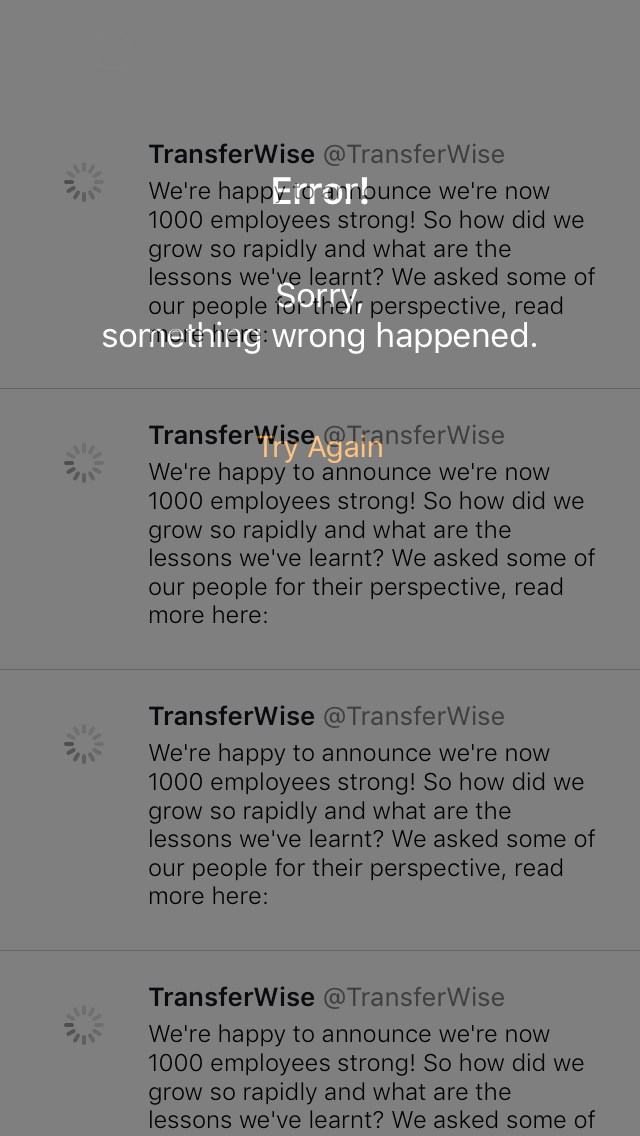 TransferWise @TransferWise
We're happy to announce we're now
Error!
1000 employees strong! So how did we
grow so rapidly and what are the
lessons we've learnt? We asked some of
Sorry,
our people for their perspective, read
something wrong happened.
more here:
TransferWise @TransferWise
Try Again
We're happy to announce we're now
1000 employees strong! So how did we
grow so rapidly and what are the
lessons we've learnt? We asked some of
our people for their perspective, read
more here:
TransferWise @TransferWise
We're happy to announce we're now
1000 employees strong! So how did we
grow so rapidly and what are the
lessons we've learnt? We asked some of
our people for their perspective, read
more here:
TransferWise @TransferWise
We're happy to announce we're now
1000 employees strong! So how did we
grow so rapidly and what are the
lessons we've learnt? We asked some of